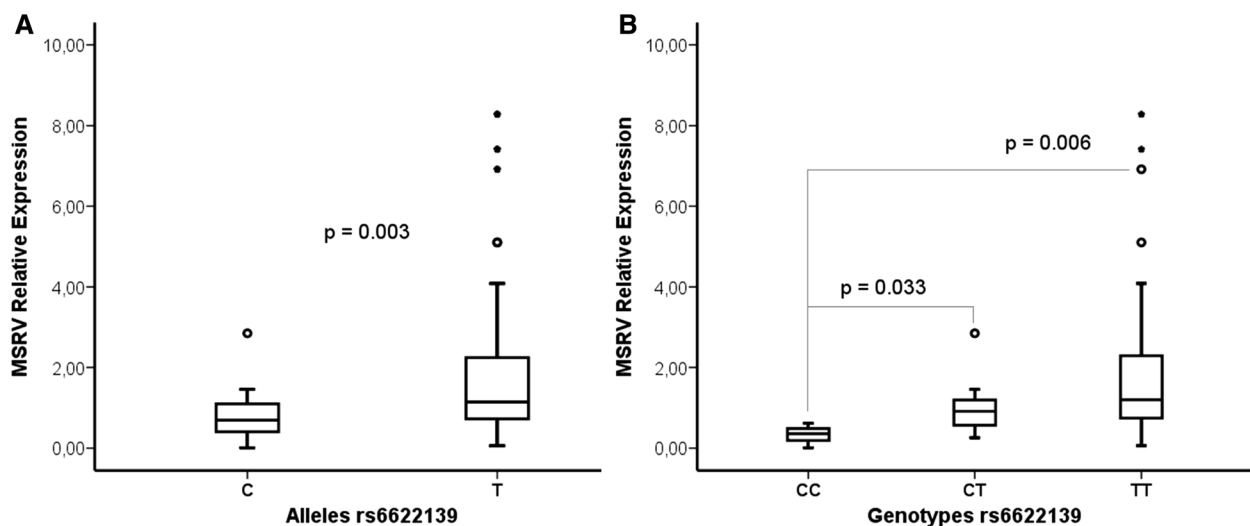 A
MSRV Relative Expression
10,00
8,00
6,00
4,00
2,00
0,00
p = 0.003
C
T
Alleles rs6622139
B
MSRV Relative Expression
10,00
8,00
6,00
4,00
2,00
0,00
p = 0.006
p = 0.033
CC
CT
TT
Genotypes rs6622139